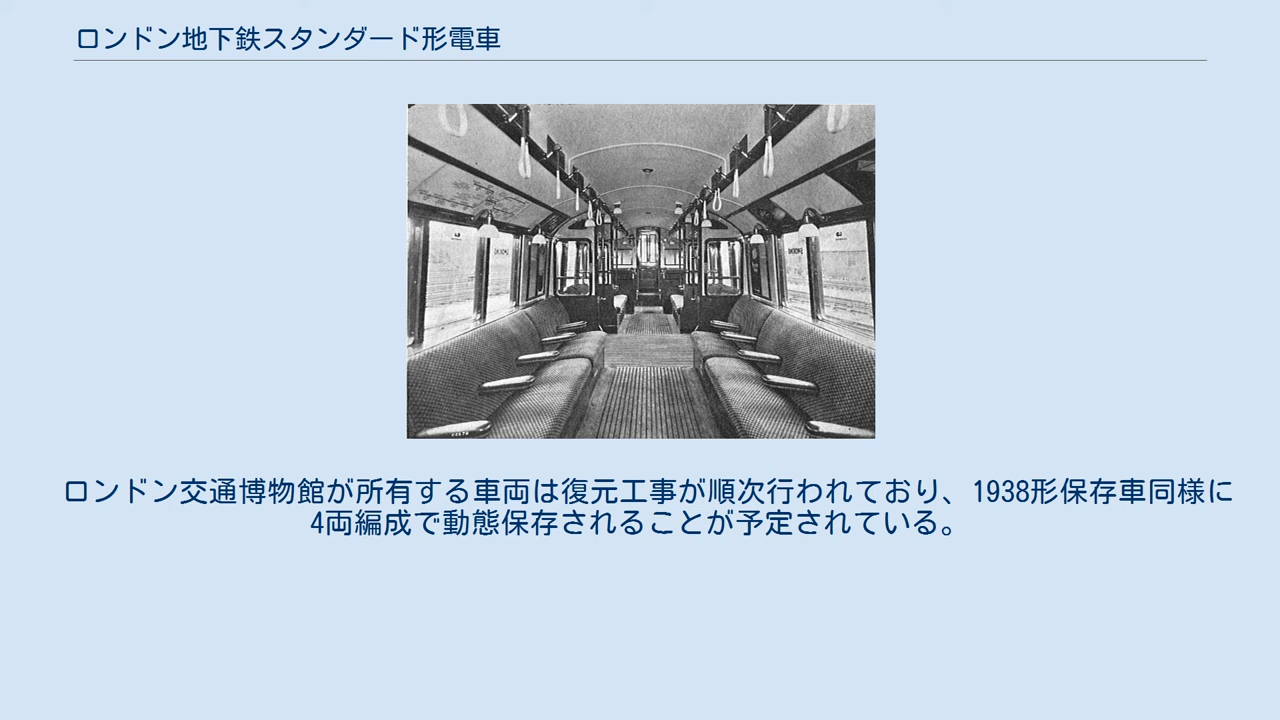 ロンドン地下鉄スタンダード形電車
ロンドン交通博物館が所有する車両は復元工事が順次行われており、1938形保存車同様に
4両編成で動態保存されることが予定されている。